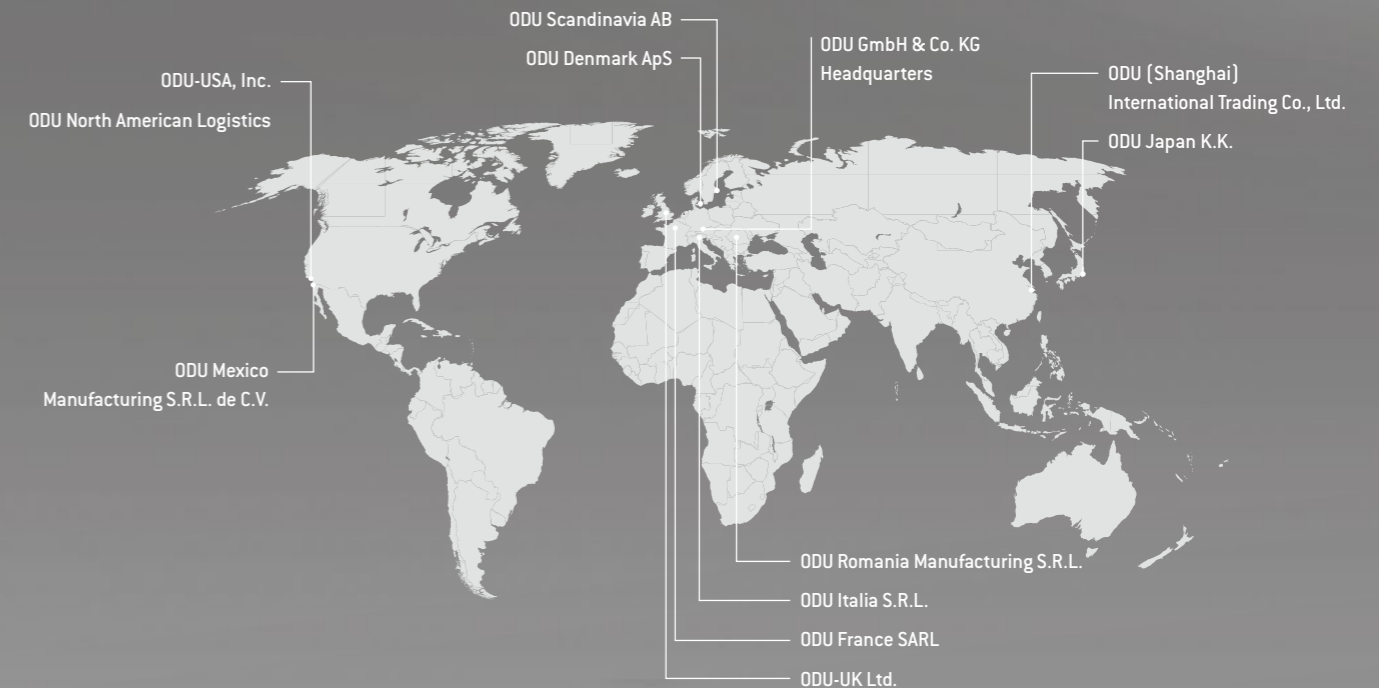 ODU Scandinavia AB
ODU Denmark ApS
ODU GmbH & Co. KG
Headquarters
ODU-USA, Inc.
ODU North American Logistics
ODU (Shanghai)
International Trading Co., Ltd.
ODU Japan K.K.
ODU Mexico
Manufacturing S.R.L. de C.V.
ODU Romania Manufacturing S.R.L.
ODU Italia S.R.L.
ODU France SARL
ODU-UK Ltd.